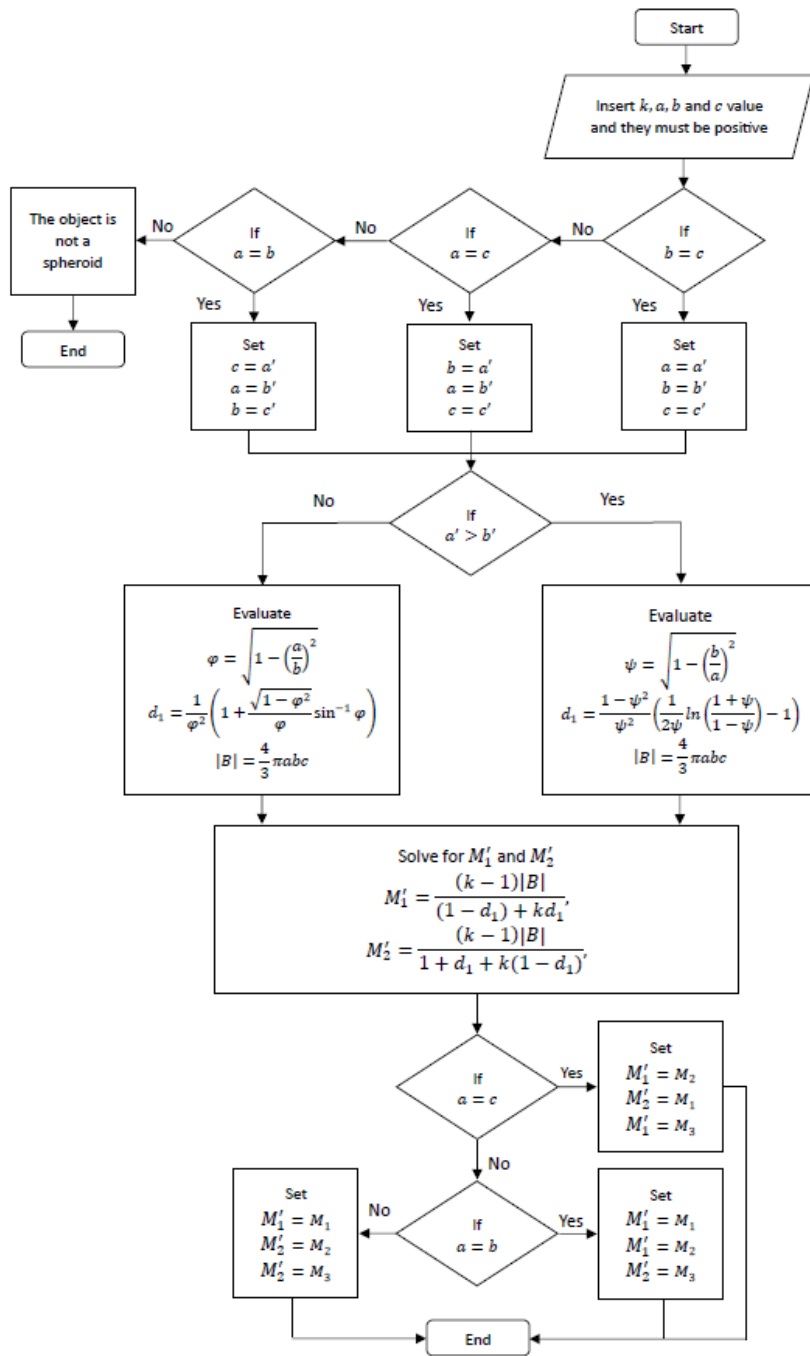 Start
Insert k, a, b and c value
and they must be positive
If
b = c
No
Yes
If
a = c
No
Yes
If
a = b
No
Yes
The object is
not a
spheroid
End
Set
c = a′
a = b′
b = c′
Set
b = a′
a = b′
c = c′
Set
a = a′
b = b′
c = c′
If
a′ > b′
No
Yes
Evaluate
φ = √(1 − (a/b)²)
d₁ = 1/φ² (1 + √(1 − φ²)/φ sin⁻¹ φ)
|B| = 4/3 πabc
Evaluate
ψ = √(1 − (b/a)²)
d₁ = (1 − ψ²)/ψ² (1/2ψ ln ((1 + ψ)/(1 − ψ)) − 1)
|B| = 4/3 πabc
Solve for M′₁ and M′₂
M′₁ = (k − 1)|B| / ((1 − d₁) + kd₁),
M′₂ = (k − 1)|B| / (1 + d₁ + k(1 − d₁)),
If
a = c
Yes
No
Set
M′₁ = M₂
M′₂ = M₁
M′₁ = M₃
If
a = b
No
Yes
Set
M′₁ = M₁
M′₂ = M₂
M′₂ = M₃
Set
M′₁ = M₁
M′₁ = M₂
M′₂ = M₃
End